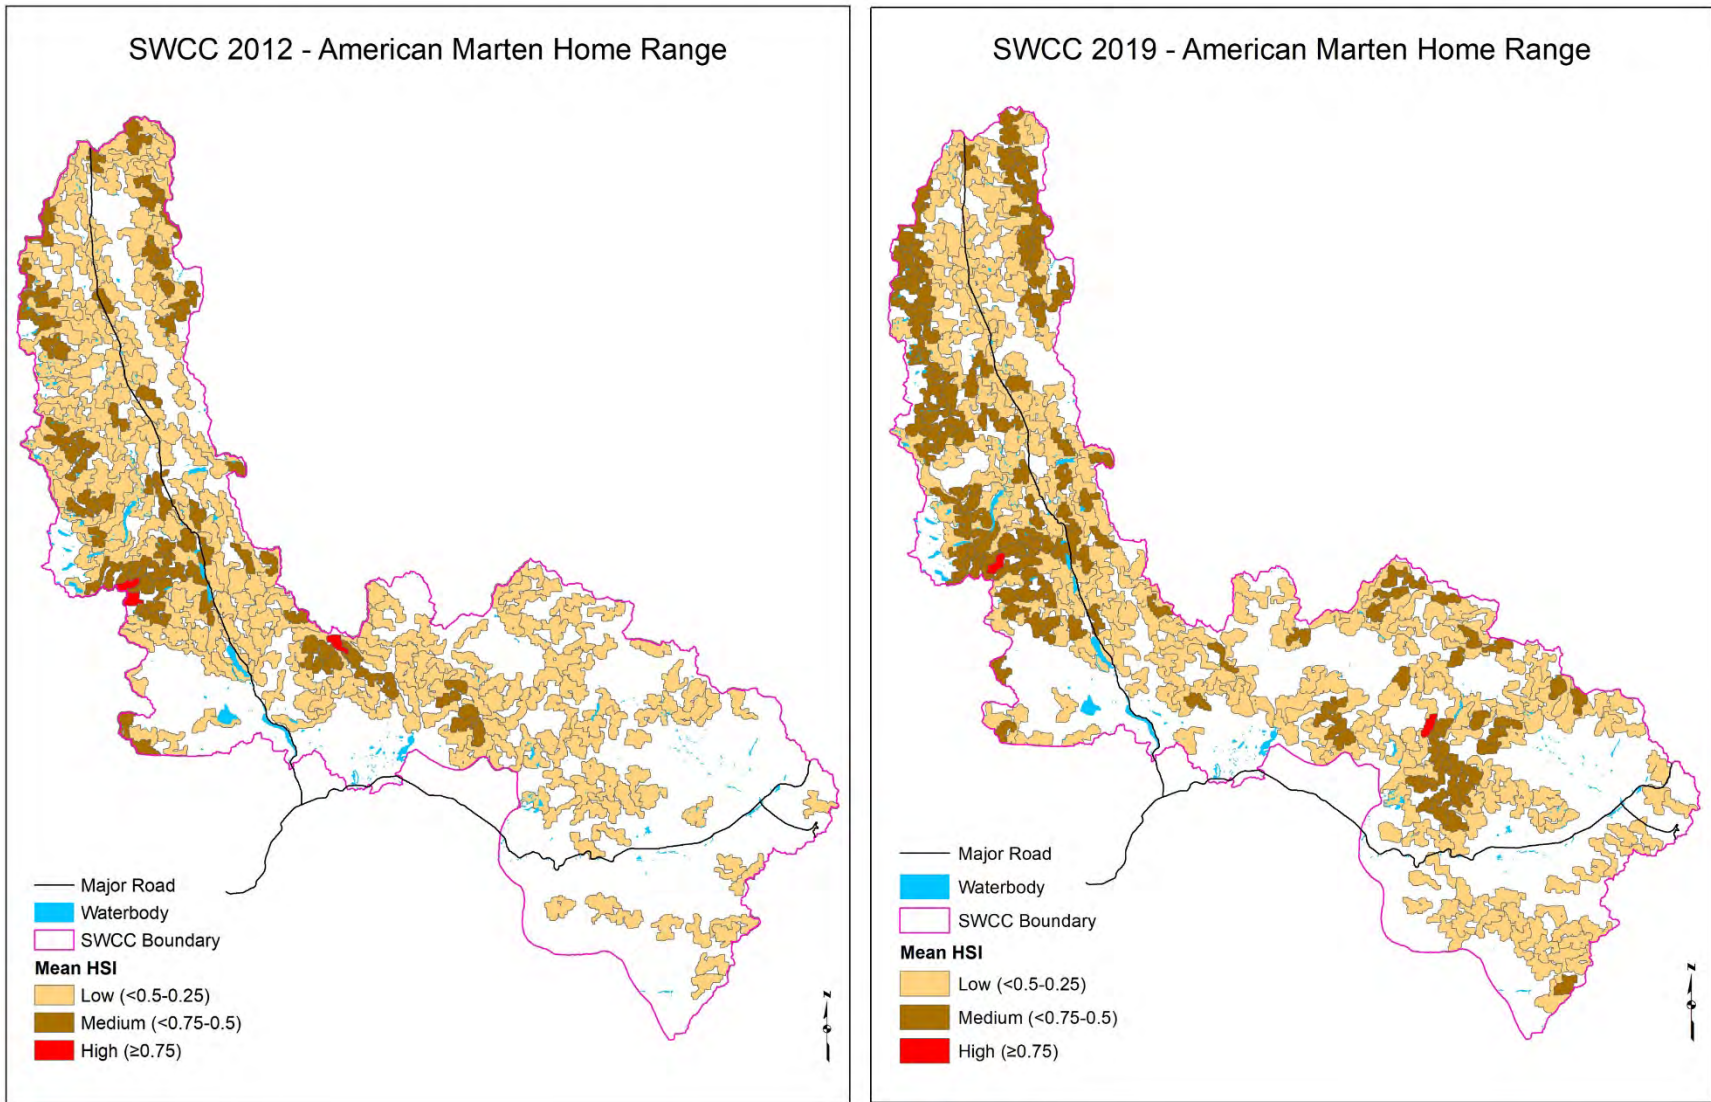 SWCC 2012 - American Marten Home Range
Major Road
Waterbody
SWCC Boundary
Mean HSI
Low (<0.5-0.25)
Medium (<0.75-0.5)
High (≥0.75)
N
SWCC 2019 - American Marten Home Range
Major Road
Waterbody
SWCC Boundary
Mean HSI
Low (<0.5-0.25)
Medium (<0.75-0.5)
High (≥0.75)
N